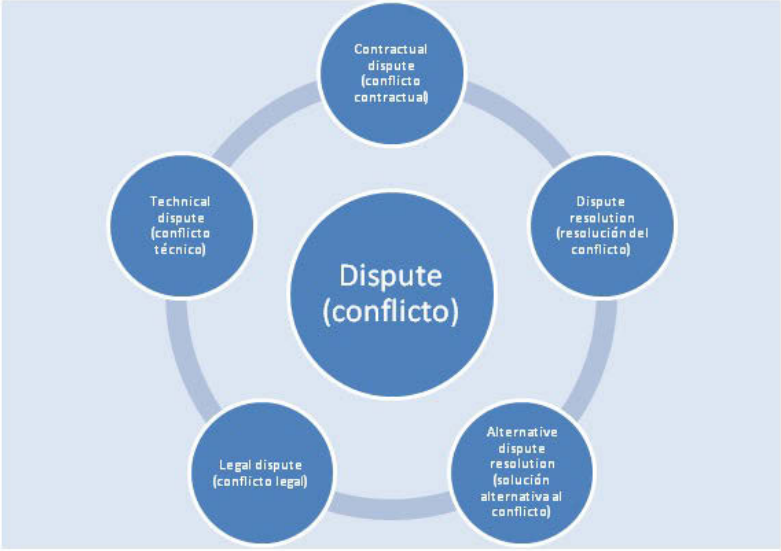 Contractual
dispute
(conflicto
contractual)
Technical
dispute
(conflicto
técnico)
Dispute
resolution
(resolución del
conflicto)
Dispute
(conflicto)
Legal dispute
(conflicto legal)
Alternative
dispute
resolution
(solución
alternativa al
conflicto)